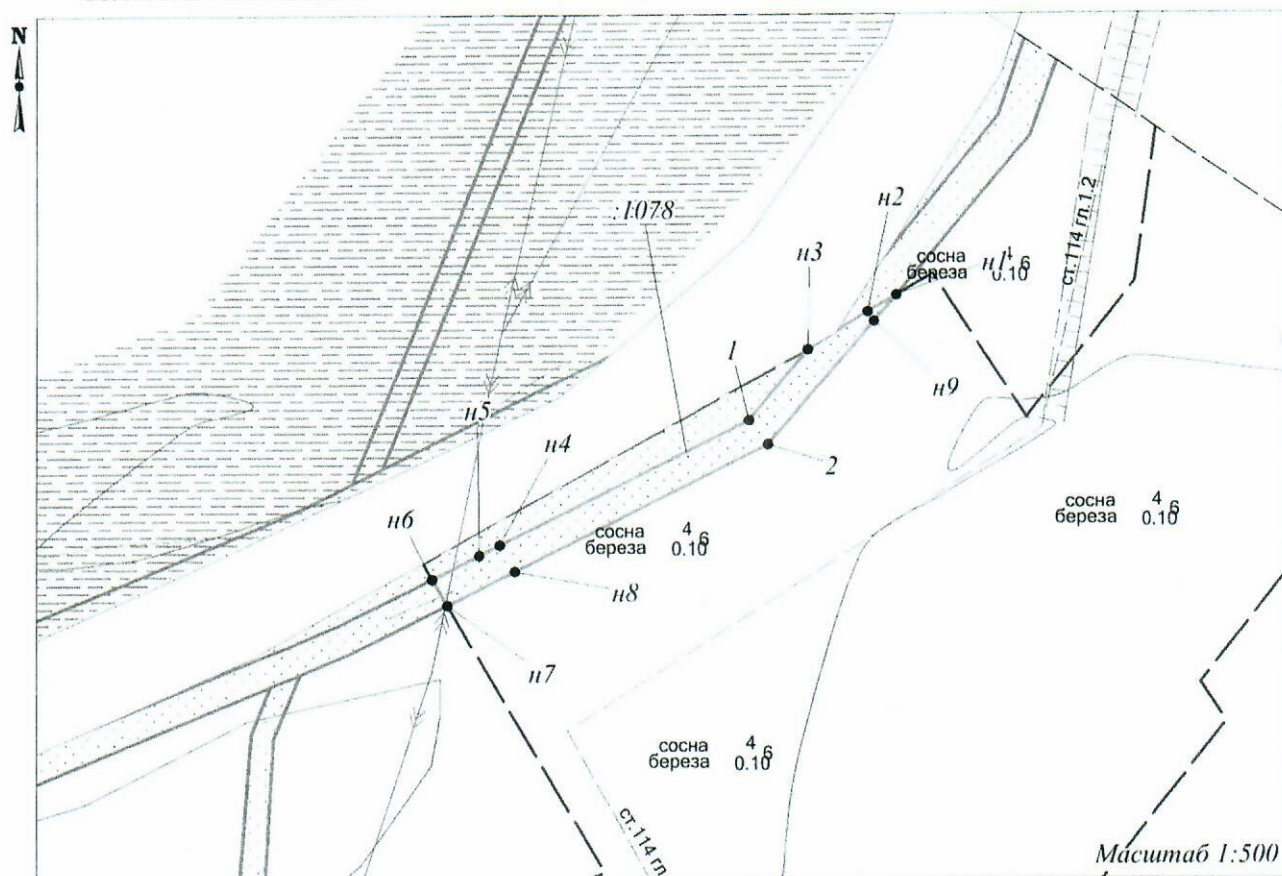 N
:1078
н2
н3
ст.114 гл.1.2
сосна
береза
н1
4 6
0.10
1
н9
н5
н4
2
н6
сосна
береза
4 6
0.10
сосна
береза
4 6
0.10
н8
н7
сосна
береза
4 6
0.10
ст.114 гл
Масштаб 1:500